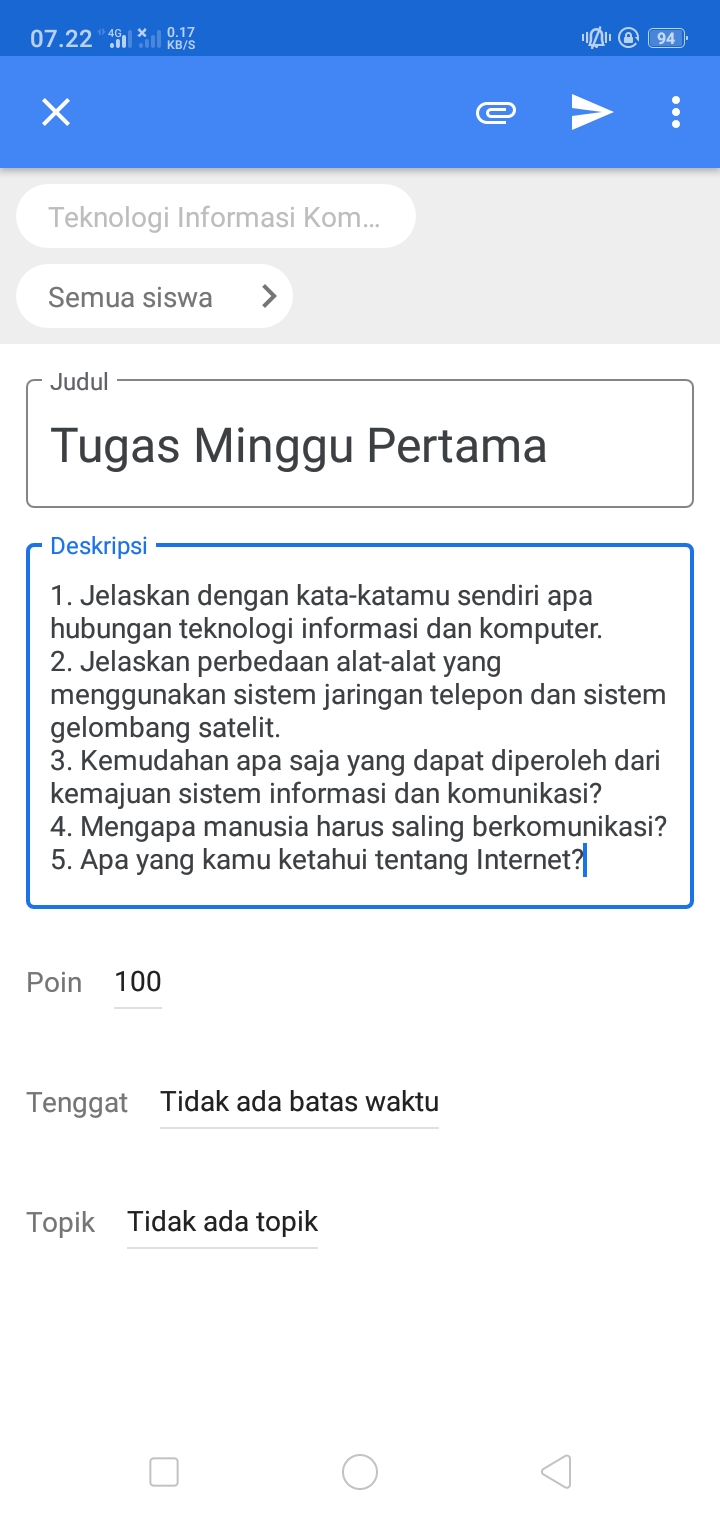 07.22 4G 0.17 KB/S 94
Teknologi Informasi Kom...
Semua siswa
Judul
Tugas Minggu Pertama
Deskripsi
1. Jelaskan dengan kata-katamu sendiri apa
hubungan teknologi informasi dan komputer.
2. Jelaskan perbedaan alat-alat yang
menggunakan sistem jaringan telepon dan sistem
gelombang satelit.
3. Kemudahan apa saja yang dapat diperoleh dari
kemajuan sistem informasi dan komunikasi?
4. Mengapa manusia harus saling berkomunikasi?
5. Apa yang kamu ketahui tentang Internet?
Poin 100
Tenggat Tidak ada batas waktu
Topik Tidak ada topik